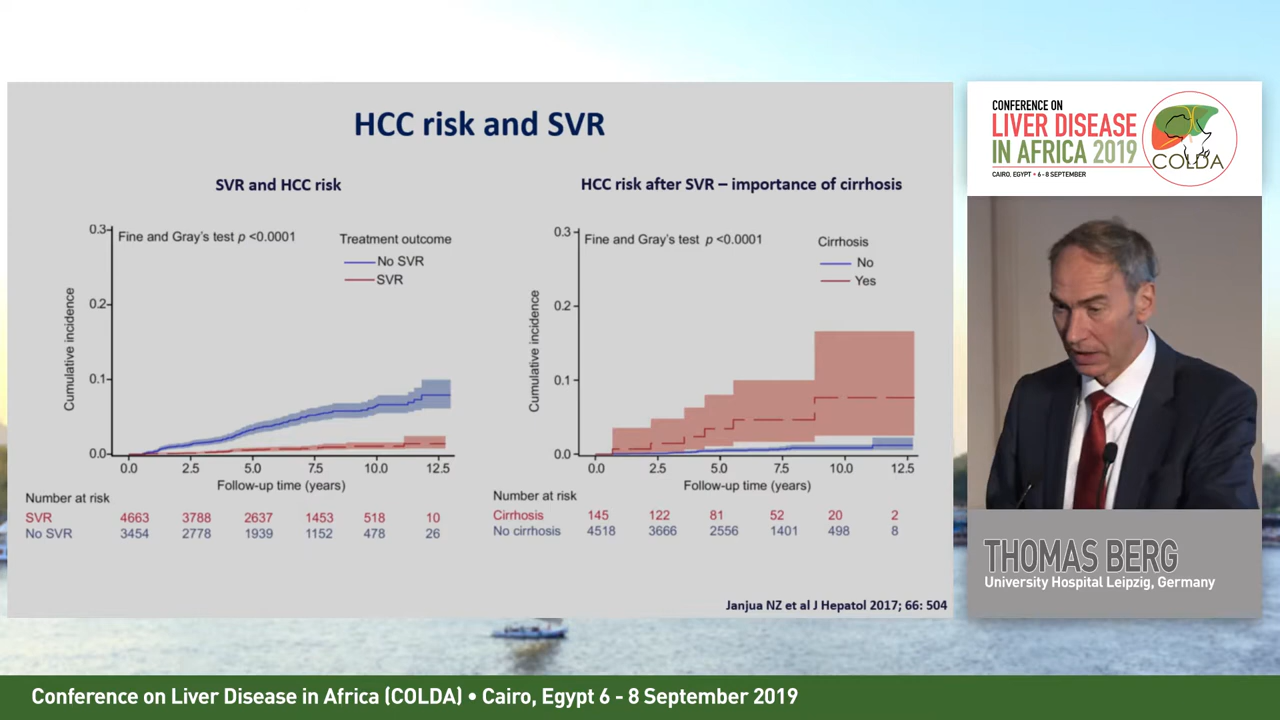 HCC risk and SVR
SVR and HCC risk
0.3
0.2
0.1
0.0
Cumulative incidence
Fine and Gray's test p <0.0001
Treatment outcome
No SVR
SVR
0.0 2.5 5.0 7.5 10.0 12.5
Follow-up time (years)
Number at risk
SVR 4663 3788 2637 1453 518 10
No SVR 3454 2778 1939 1152 478 26
HCC risk after SVR – importance of cirrhosis
0.3
0.2
0.1
0.0
Cumulative incidence
Fine and Gray's test p <0.0001
Cirrhosis
No
Yes
0.0 2.5 5.0 7.5 10.0 12.5
Follow-up time (years)
Number at risk
Cirrhosis 145 122 81 52 20 2
No cirrhosis 4518 3666 2556 1401 498 8
Janjua NZ et al J Hepatol 2017; 66: 504
CONFERENCE ON
LIVER DISEASE
IN AFRICA 2019
CAIRO, EGYPT • 6 - 8 SEPTEMBER
COLDA
THOMAS BERG
University Hospital Leipzig, Germany
Conference on Liver Disease in Africa (COLDA) • Cairo, Egypt 6 - 8 September 2019